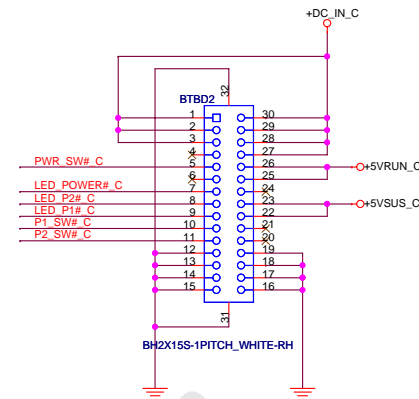 +DC_IN_C
32
BTBD2
1 30
2 29
3 28
4 27
PWR_SW#_C 5 26 +5VRUN_C
6 25
LED_POWER#_C 7 24
LED_P2#_C 8 23 +5VSUS_C
LED_P1#_C 9 22
P1_SW#_C 10 21
P2_SW#_C 11 20
12 19
13 18
14 17
15 16
31
BH2X15S-1PITCH_WHITE-RH